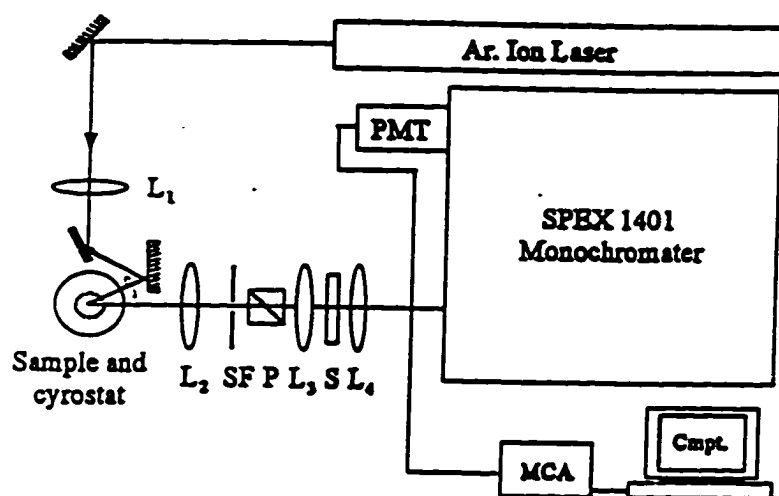 Ar. Ion Laser
PMT
L1
SPEX 1401
Monochromater
Sample and
cyrostat
L2 SF P L3 S L4
MCA
Cmpt.